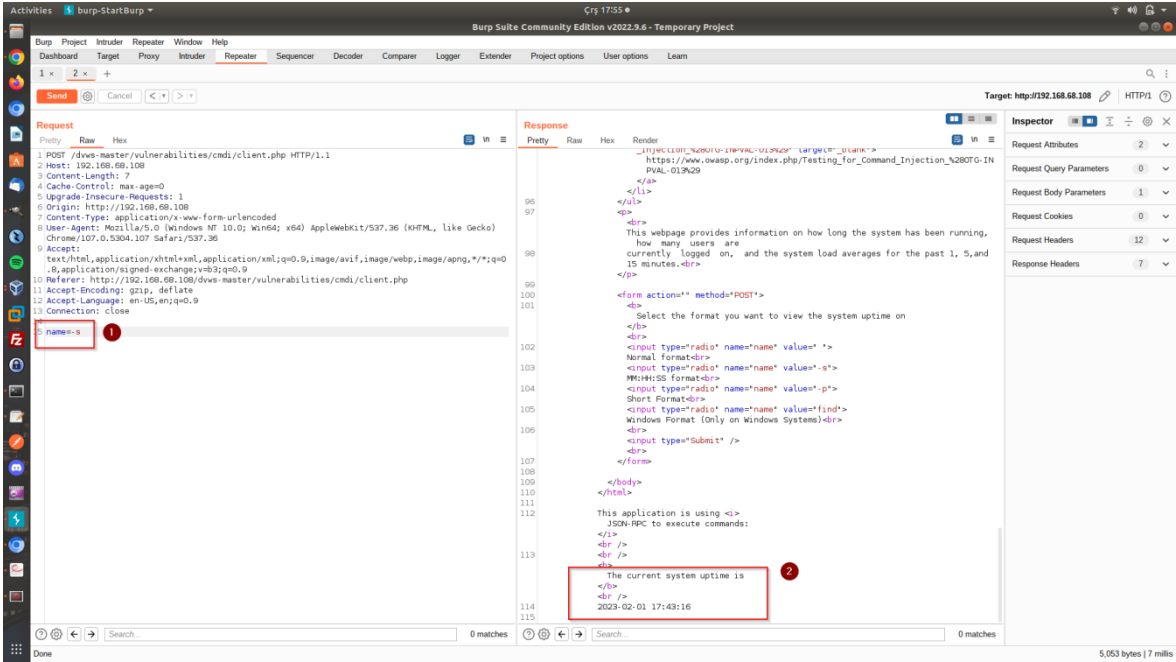 Activities burp-StartBurp Çrş 17:55
Burp Suite Community Edition v2022.9.6 - Temporary Project
Burp Project Intruder Repeater Window Help
Dashboard Target Proxy Intruder Repeater Sequencer Decoder Comparer Logger Extender Project options User options Learn
1 × 2 × +
Send Cancel < >
Target: http://192.168.68.108 HTTP/1
Request
Pretty Raw Hex \n
1 POST /dvws-master/vulnerabilities/cmdi/client.php HTTP/1.1
2 Host: 192.168.68.108
3 Content-Length: 7
4 Cache-Control: max-age=0
5 Upgrade-Insecure-Requests: 1
6 Origin: http://192.168.68.108
7 Content-Type: application/x-www-form-urlencoded
8 User-Agent: Mozilla/5.0 (Windows NT 10.0; Win64; x64) AppleWebKit/537.36 (KHTML, like Gecko)
Chrome/107.0.5304.107 Safari/537.36
9 Accept:
text/html,application/xhtml+xml,application/xml;q=0.9,image/avif,image/webp,image/apng,*/*;q=0
.8,application/signed-exchange;v=b3;q=0.9
10 Referer: http://192.168.68.108/dvws-master/vulnerabilities/cmdi/client.php
11 Accept-Encoding: gzip, deflate
12 Accept-Language: en-US,en;q=0.9
13 Connection: close
14
15 name=-s
1
Response
Pretty Raw Hex Render \n
_Injection_%28OTG-INPVAL-013%29" target="_blank">
https://www.owasp.org/index.php/Testing_for_Command_Injection_%28OTG-IN
PVAL-013%29
</a>
</li>
96 </ul>
97 <p>
<br>
This webpage provides information on how long the system has been running,
how many users are
98 currently logged on, and the system load averages for the past 1, 5,and
15 minutes.<br>
</p>
99
100 <form action="" method="POST">
101 <b>
Select the format you want to view the system uptime on
</b>
<br>
102 <input type="radio" name="name" value=" ">
Normal format<br>
103 <input type="radio" name="name" value="-s">
MM:HH:SS format<br>
104 <input type="radio" name="name" value="-p">
Short Format<br>
105 <input type="radio" name="name" value="find">
Windows Format (Only on Windows Systems)<br>
106 <br>
<input type="Submit" />
<br>
107 </form>
108
109 </body>
110 </html>
111
112 This application is using <i>
JSON-RPC to execute commands:
</i>
<br />
113 <br />
<b>
The current system uptime is
</b>
<br />
114 2023-02-01 17:43:16
115
2
Inspector
Request Attributes 2
Request Query Parameters 0
Request Body Parameters 1
Request Cookies 0
Request Headers 12
Response Headers 7
Search... 0 matches
Search... 0 matches
Done
5,053 bytes | 7 millis